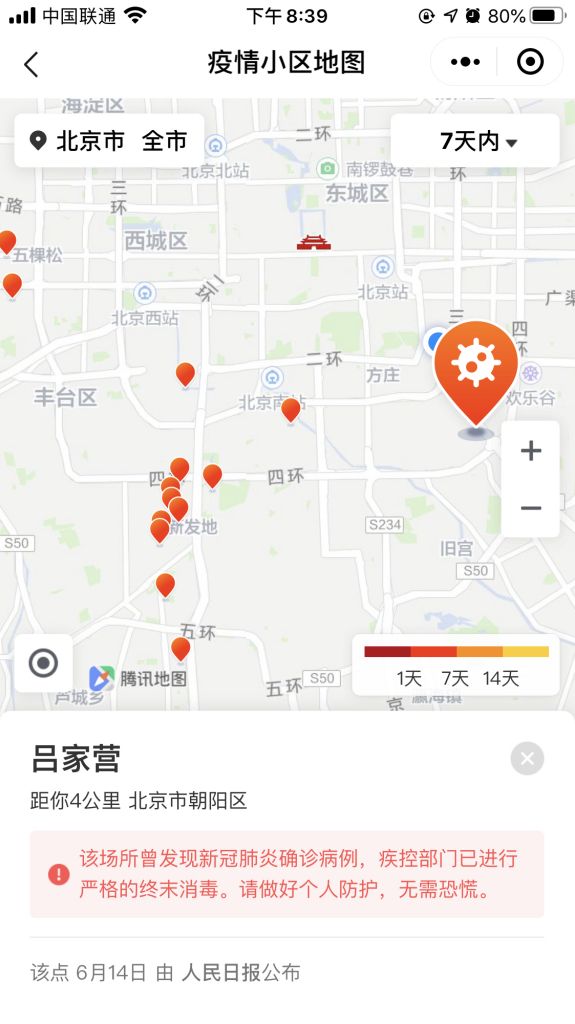 中国联通
下午8:39
80%
疫情小区地图
海淀区
北京市 全市
7天内
二环
北京北站
南锣鼓巷
三环
东城区
环
路
西城区
五棵松
北京站
二环
北京西站
广渠
三
四环
二环
方庄
丰台区
北京南站
欢乐谷
四
四环
新发地
S234
S50
旧宫
S50
五环
1天 7天 14天
腾讯地图
五环
S50
芦城乡
京
瀛海镇
吕家营
距你4公里 北京市朝阳区
该场所曾发现新冠肺炎确诊病例，疾控部门已进行
严格的终末消毒。请做好个人防护，无需恐慌。
该点 6月14日 由 人民日报公布